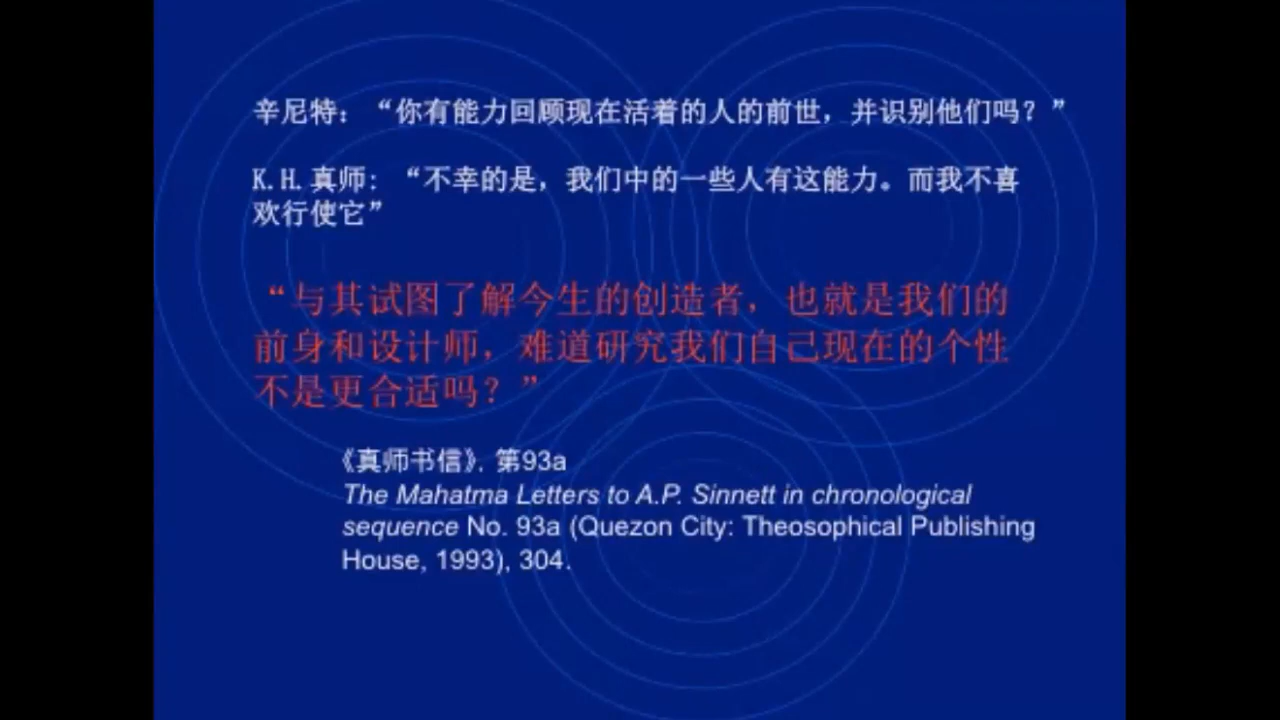 辛尼特：“你有能力回顾现在活着的人的前世，并识别他们吗？”
K.H.真师：“不幸的是，我们中的一些人有这能力。而我不喜
欢行使它”
“与其试图了解今生的创造者，也就是我们的
前身和设计师，难道研究我们自己现在的个性
不是更合适吗？”
《真师书信》. 第93a
The Mahatma Letters to A.P. Sinnett in chronological
sequence No. 93a (Quezon City: Theosophical Publishing
House, 1993), 304.